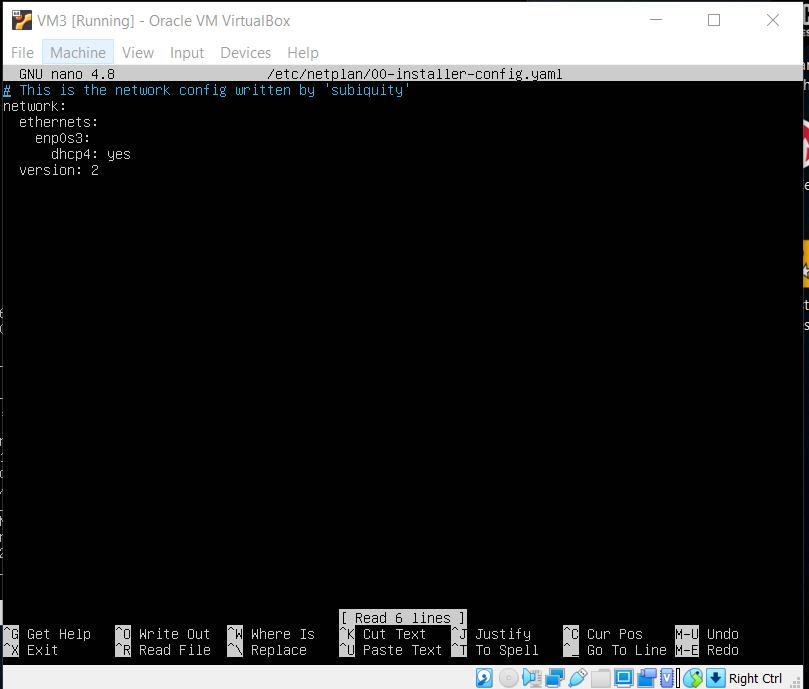 VM3 [Running] - Oracle VM VirtualBox
File Machine View Input Devices Help
GNU nano 4.8 /etc/netplan/00-installer-config.yaml
# This is the network config written by 'subiquity'
network:
  ethernets:
    enp0s3:
      dhcp4: yes
  version: 2
[ Read 6 lines ]
^G Get Help ^O Write Out ^W Where Is ^K Cut Text ^J Justify ^C Cur Pos M-U Undo
^X Exit ^R Read File ^\ Replace ^U Paste Text ^T To Spell ^_ Go To Line M-E Redo
Right Ctrl